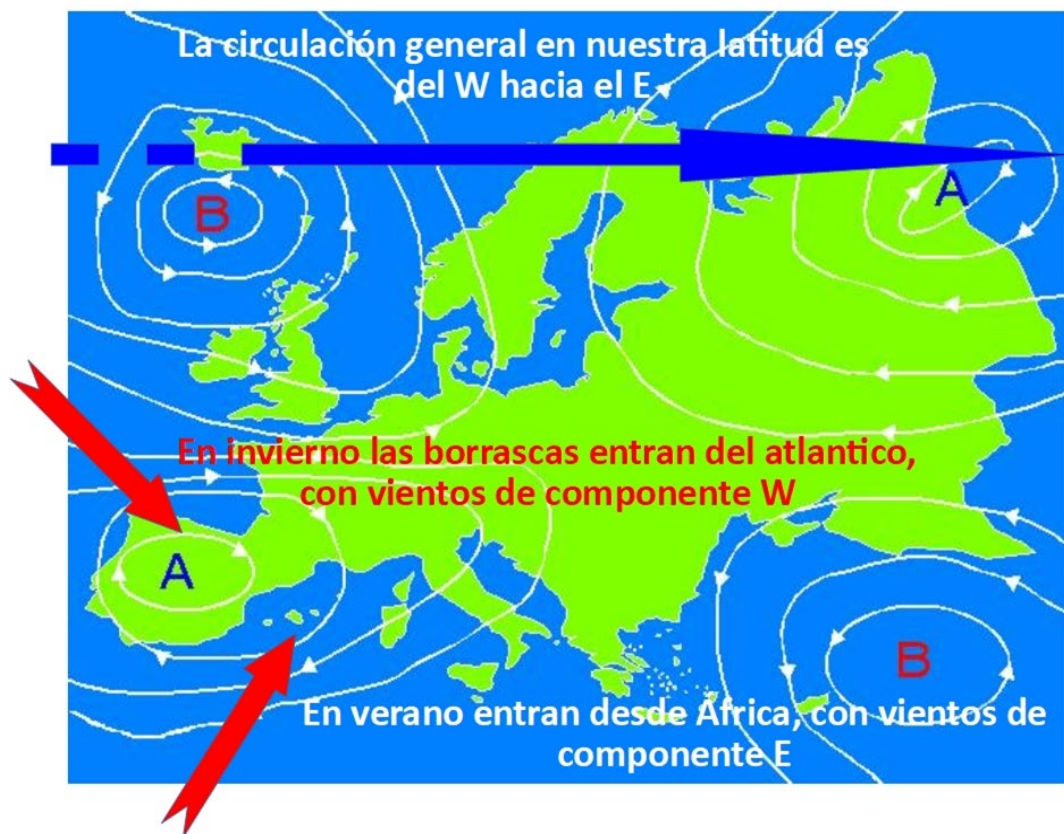 La circulación general en nuestra latitud es
del W hacia el E
B
A
En invierno las borrascas entran del atlantico,
con vientos de componente W
A
B
En verano entran desde África, con vientos de
componente E